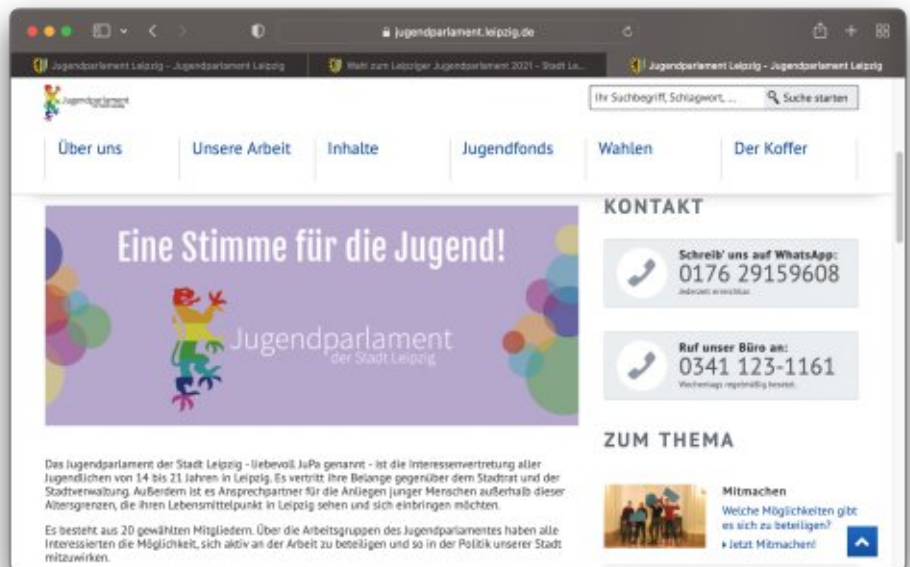 jugendparlament.leipzig.de
Jugendparlament Leipzig - Jugendparlament Leipzig
Wahl zum Leipziger Jugendparlament 2021 - Stadt Le...
Jugendparlament Leipzig - Jugendparlament Leipzig
Jugendparlament
Ihr Suchbegriff, Schlagwort, ...
Suche starten
Über uns
Unsere Arbeit
Inhalte
Jugendfonds
Wahlen
Der Koffer
Eine Stimme für die Jugend!
Jugendparlament
der Stadt Leipzig
Das Jugendparlament der Stadt Leipzig - liebevoll JuPa genannt - ist die Interessenvertretung aller
Jugendlichen von 14 bis 21 Jahren in Leipzig. Es vertritt ihre Belange gegenüber dem Stadtrat und der
Stadtverwaltung. Außerdem ist es Ansprechpartner für die Anliegen junger Menschen außerhalb dieser
Altersgrenzen, die ihren Lebensmittelpunkt in Leipzig sehen und sich einbringen möchten.
Es besteht aus 20 gewählten Mitgliedern. Über die Arbeitsgruppen des Jugendparlamentes haben alle
Interessierten die Möglichkeit, sich aktiv an der Arbeit zu beteiligen und so in der Politik unserer Stadt
mitzuwirken.
KONTAKT
Schreib' uns auf WhatsApp:
0176 29159608
Jederzeit erreichbar.
Ruf unser Büro an:
0341 123-1161
Wochentags regelmäßig besetzt.
ZUM THEMA
Mitmachen
Welche Möglichkeiten gibt
es sich zu beteiligen?
Jetzt Mitmachen!